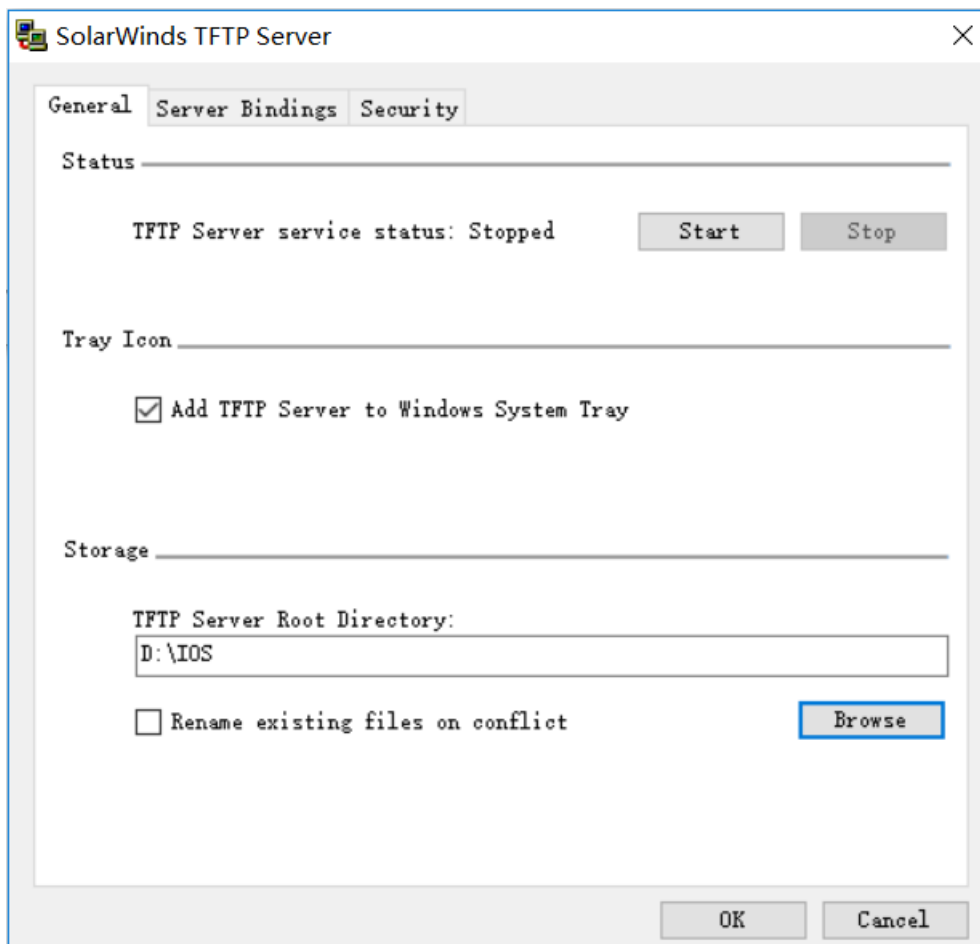 SolarWinds TFTP Server
General Server Bindings Security
Status
TFTP Server service status: Stopped Start Stop
Tray Icon
Add TFTP Server to Windows System Tray
Storage
TFTP Server Root Directory:
D:\IOS
Rename existing files on conflict Browse
OK Cancel